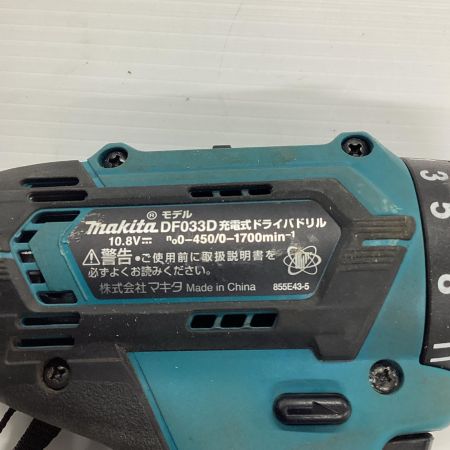 ® モデル
makita DF033D 充電式ドライバドリル
10.8V⎓ n₀0-450/0-1700min⁻¹
⚠警告・ご使用前に取扱説明書を
必ずよくお読みください。
株式会社マキタ Made in China 855E43-5
3
5